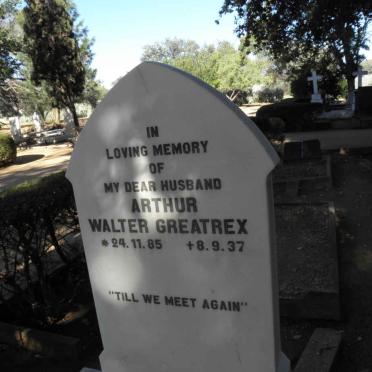 IN
LOVING MEMORY
OF
MY DEAR HUSBAND
ARTHUR
WALTER GREATREX
*24.11.85 +8.9.37
"TILL WE MEET AGAIN"